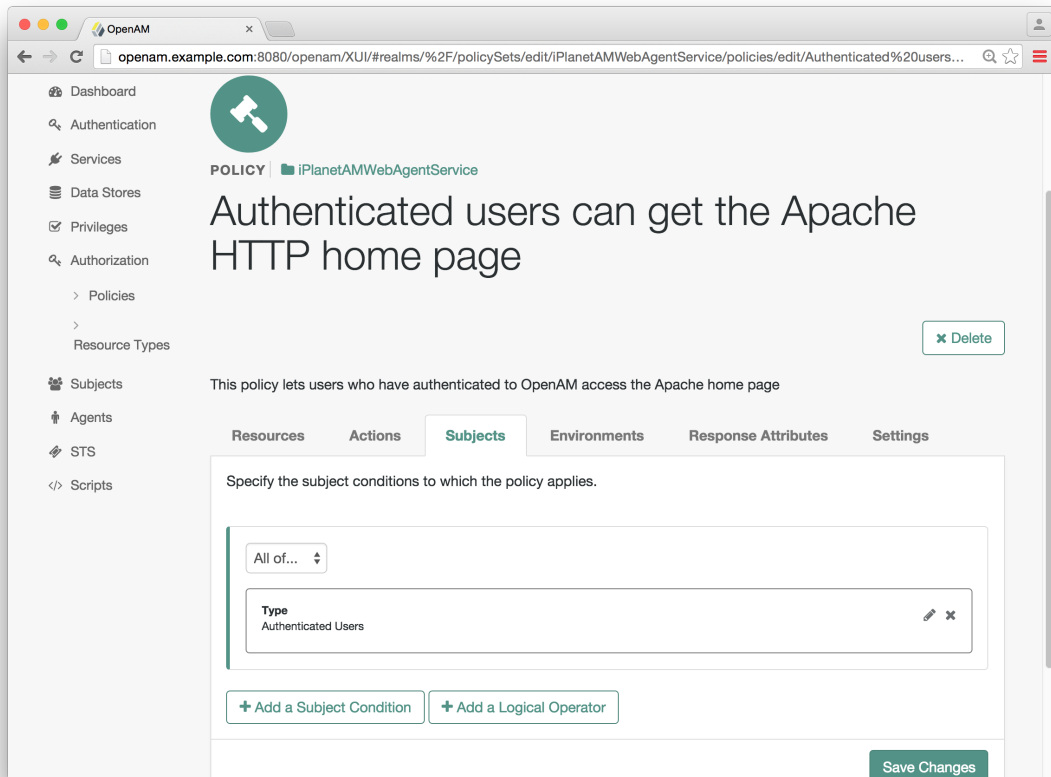 OpenAM
openam.example.com:8080/openam/XUI/#realms/%2F/policySets/edit/iPlanetAMWebAgentService/policies/edit/Authenticated%20users...
Dashboard
Authentication
Services
Data Stores
Privileges
Authorization
Policies
Resource Types
Subjects
Agents
STS
Scripts
POLICY iPlanetAMWebAgentService
Authenticated users can get the Apache
HTTP home page
Delete
This policy lets users who have authenticated to OpenAM access the Apache home page
Resources Actions Subjects Environments Response Attributes Settings
Specify the subject conditions to which the policy applies.
All of...
Type
Authenticated Users
Add a Subject Condition Add a Logical Operator
Save Changes